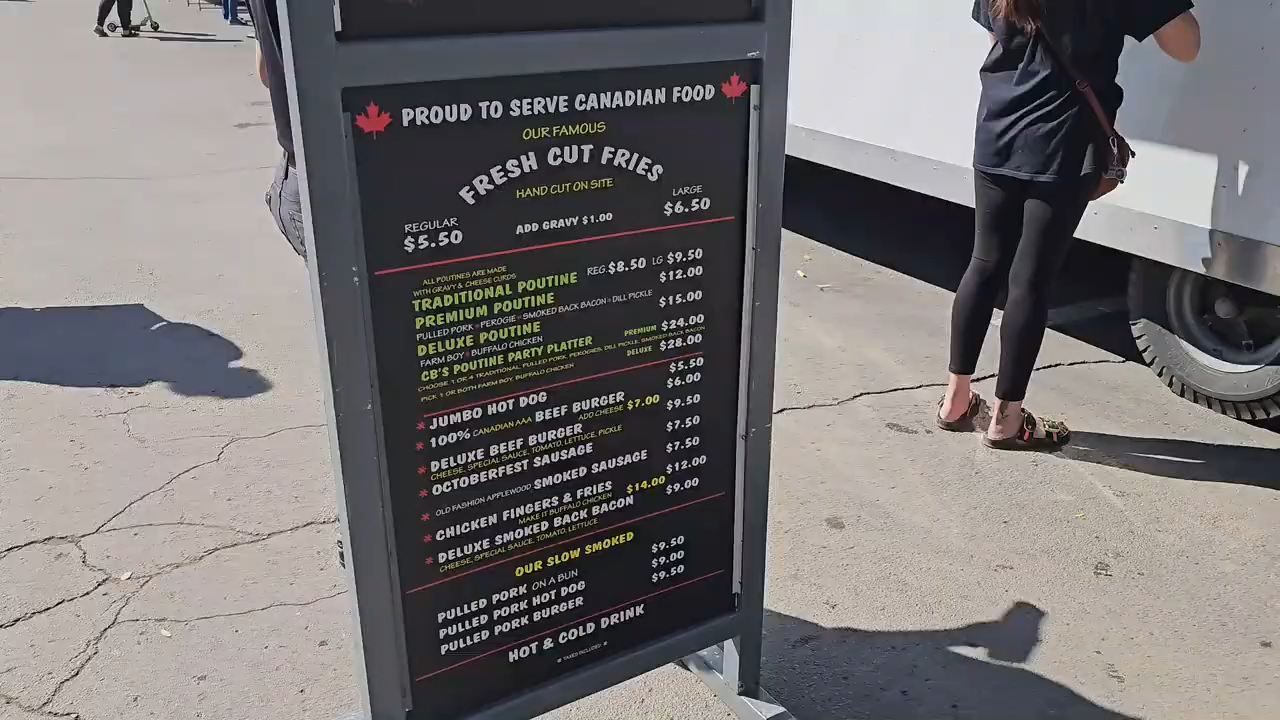 PROUD TO SERVE CANADIAN FOOD
OUR FAMOUS
FRESH CUT FRIES
HAND CUT ON SITE
REGULAR
$5.50
ADD GRAVY $1.00
LARGE
$6.50
ALL POUTINES ARE MADE
WITH GRAVY & CHEESE CURDS
TRADITIONAL POUTINE REG $8.50 LG $9.50
PREMIUM POUTINE $12.00
PULLED PORK PEROGIE SMOKED BACK BACON DILL PICKLE
DELUXE POUTINE $15.00
FARM BOY BUFFALO CHICKEN
CB'S POUTINE PARTY PLATTER PREMIUM $24.00
CHOOSE 1 OR 4 TRADITIONAL, PULLED PORK, PEROGIES, DILL PICKLE, SMOKED BACK BACON
DELUXE $28.00
PICK 1 OR BOTH FARM BOY, BUFFALO CHICKEN
* JUMBO HOT DOG $5.50
* 100% CANADIAN AAA BEEF BURGER $6.00
ADD CHEESE $7.00
* DELUXE BEEF BURGER $9.50
CHEESE, SPECIAL SAUCE, TOMATO, LETTUCE, PICKLE
* OCTOBERFEST SAUSAGE $7.50
* OLD FASHION APPLEWOOD SMOKED SAUSAGE $7.50
* CHICKEN FINGERS & FRIES $12.00
MAKE IT BUFFALO CHICKEN $14.00
* DELUXE SMOKED BACK BACON $9.00
CHEESE, SPECIAL SAUCE, TOMATO, LETTUCE
OUR SLOW SMOKED
PULLED PORK ON A BUN $9.50
PULLED PORK HOT DOG $9.00
PULLED PORK BURGER $9.50
HOT & COLD DRINK
* TAXES INCLUDED *